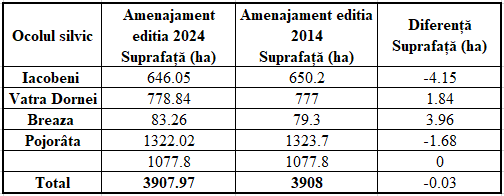 Ocolul silvic | Amenajament ediția 2024 Suprafață (ha) | Amenajament ediția 2014 Suprafață (ha) | Diferență Suprafață (ha)
Iacobeni | 646.05 | 650.2 | -4.15
Vatra Dornei | 778.84 | 777 | 1.84
Breaza | 83.26 | 79.3 | 3.96
Pojorâta | 1322.02 | 1323.7 | -1.68
1077.8 | 1077.8 | 0
Total | 3907.97 | 3908 | -0.03